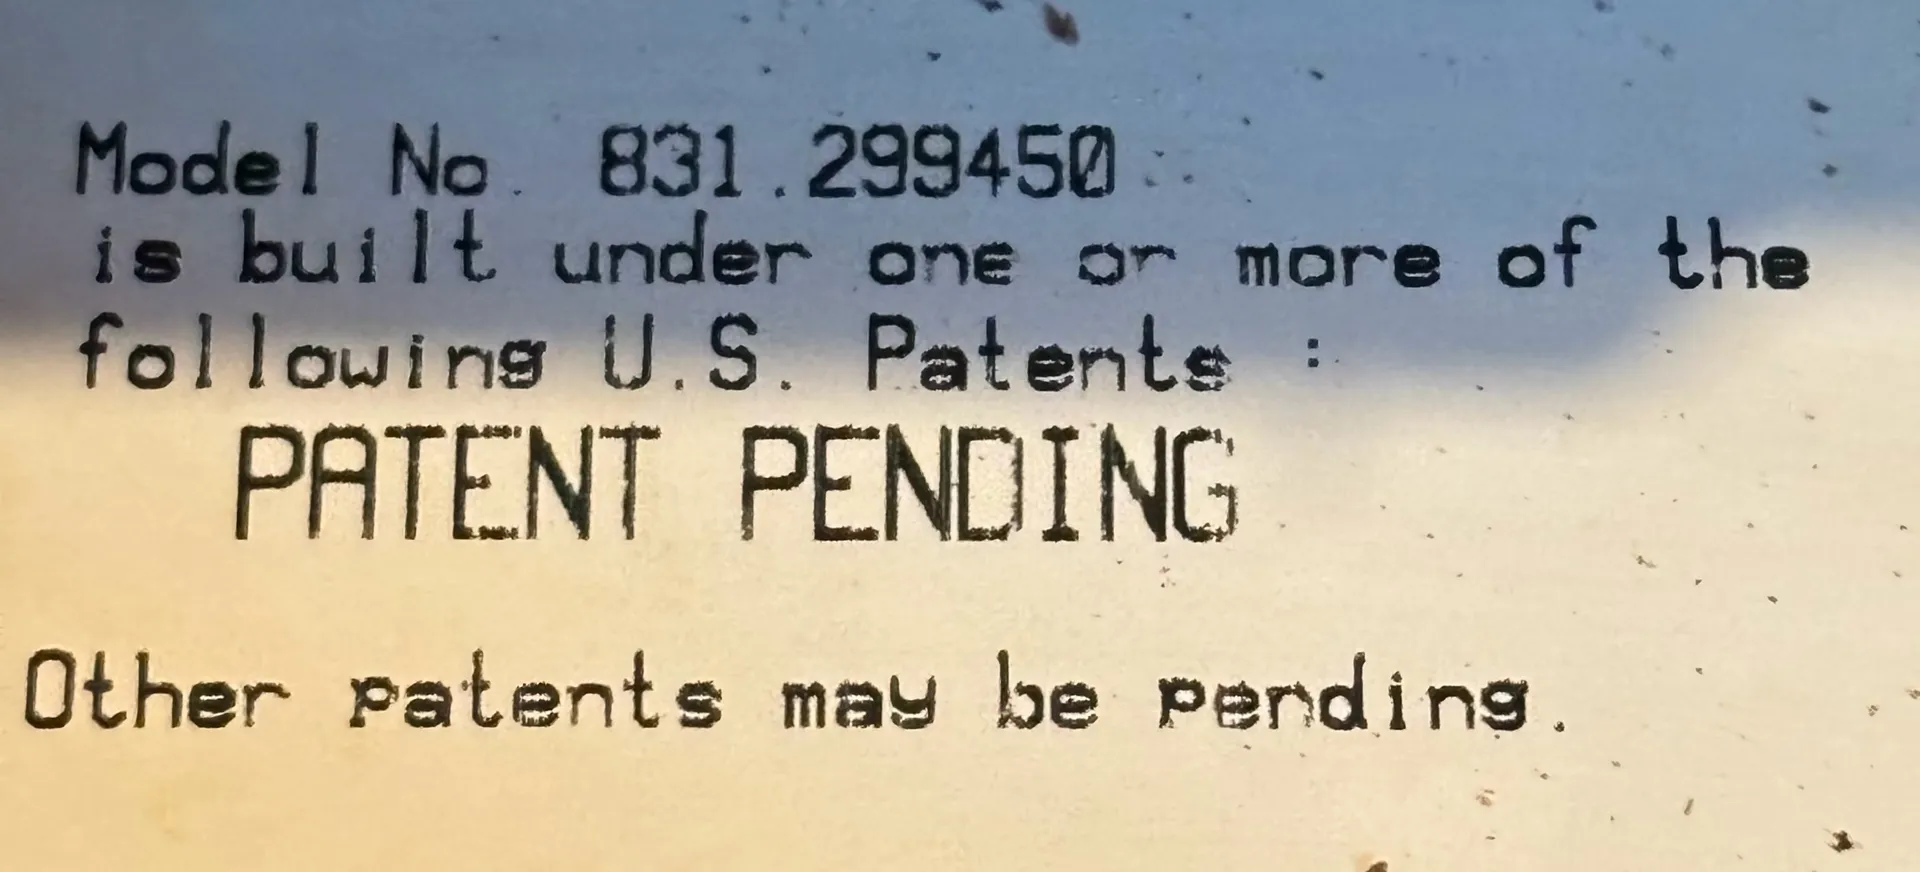 Model No. 831.299450
is built under one or more of the
following U.S. Patents :
PATENT PENDING
Other patents may be pending.